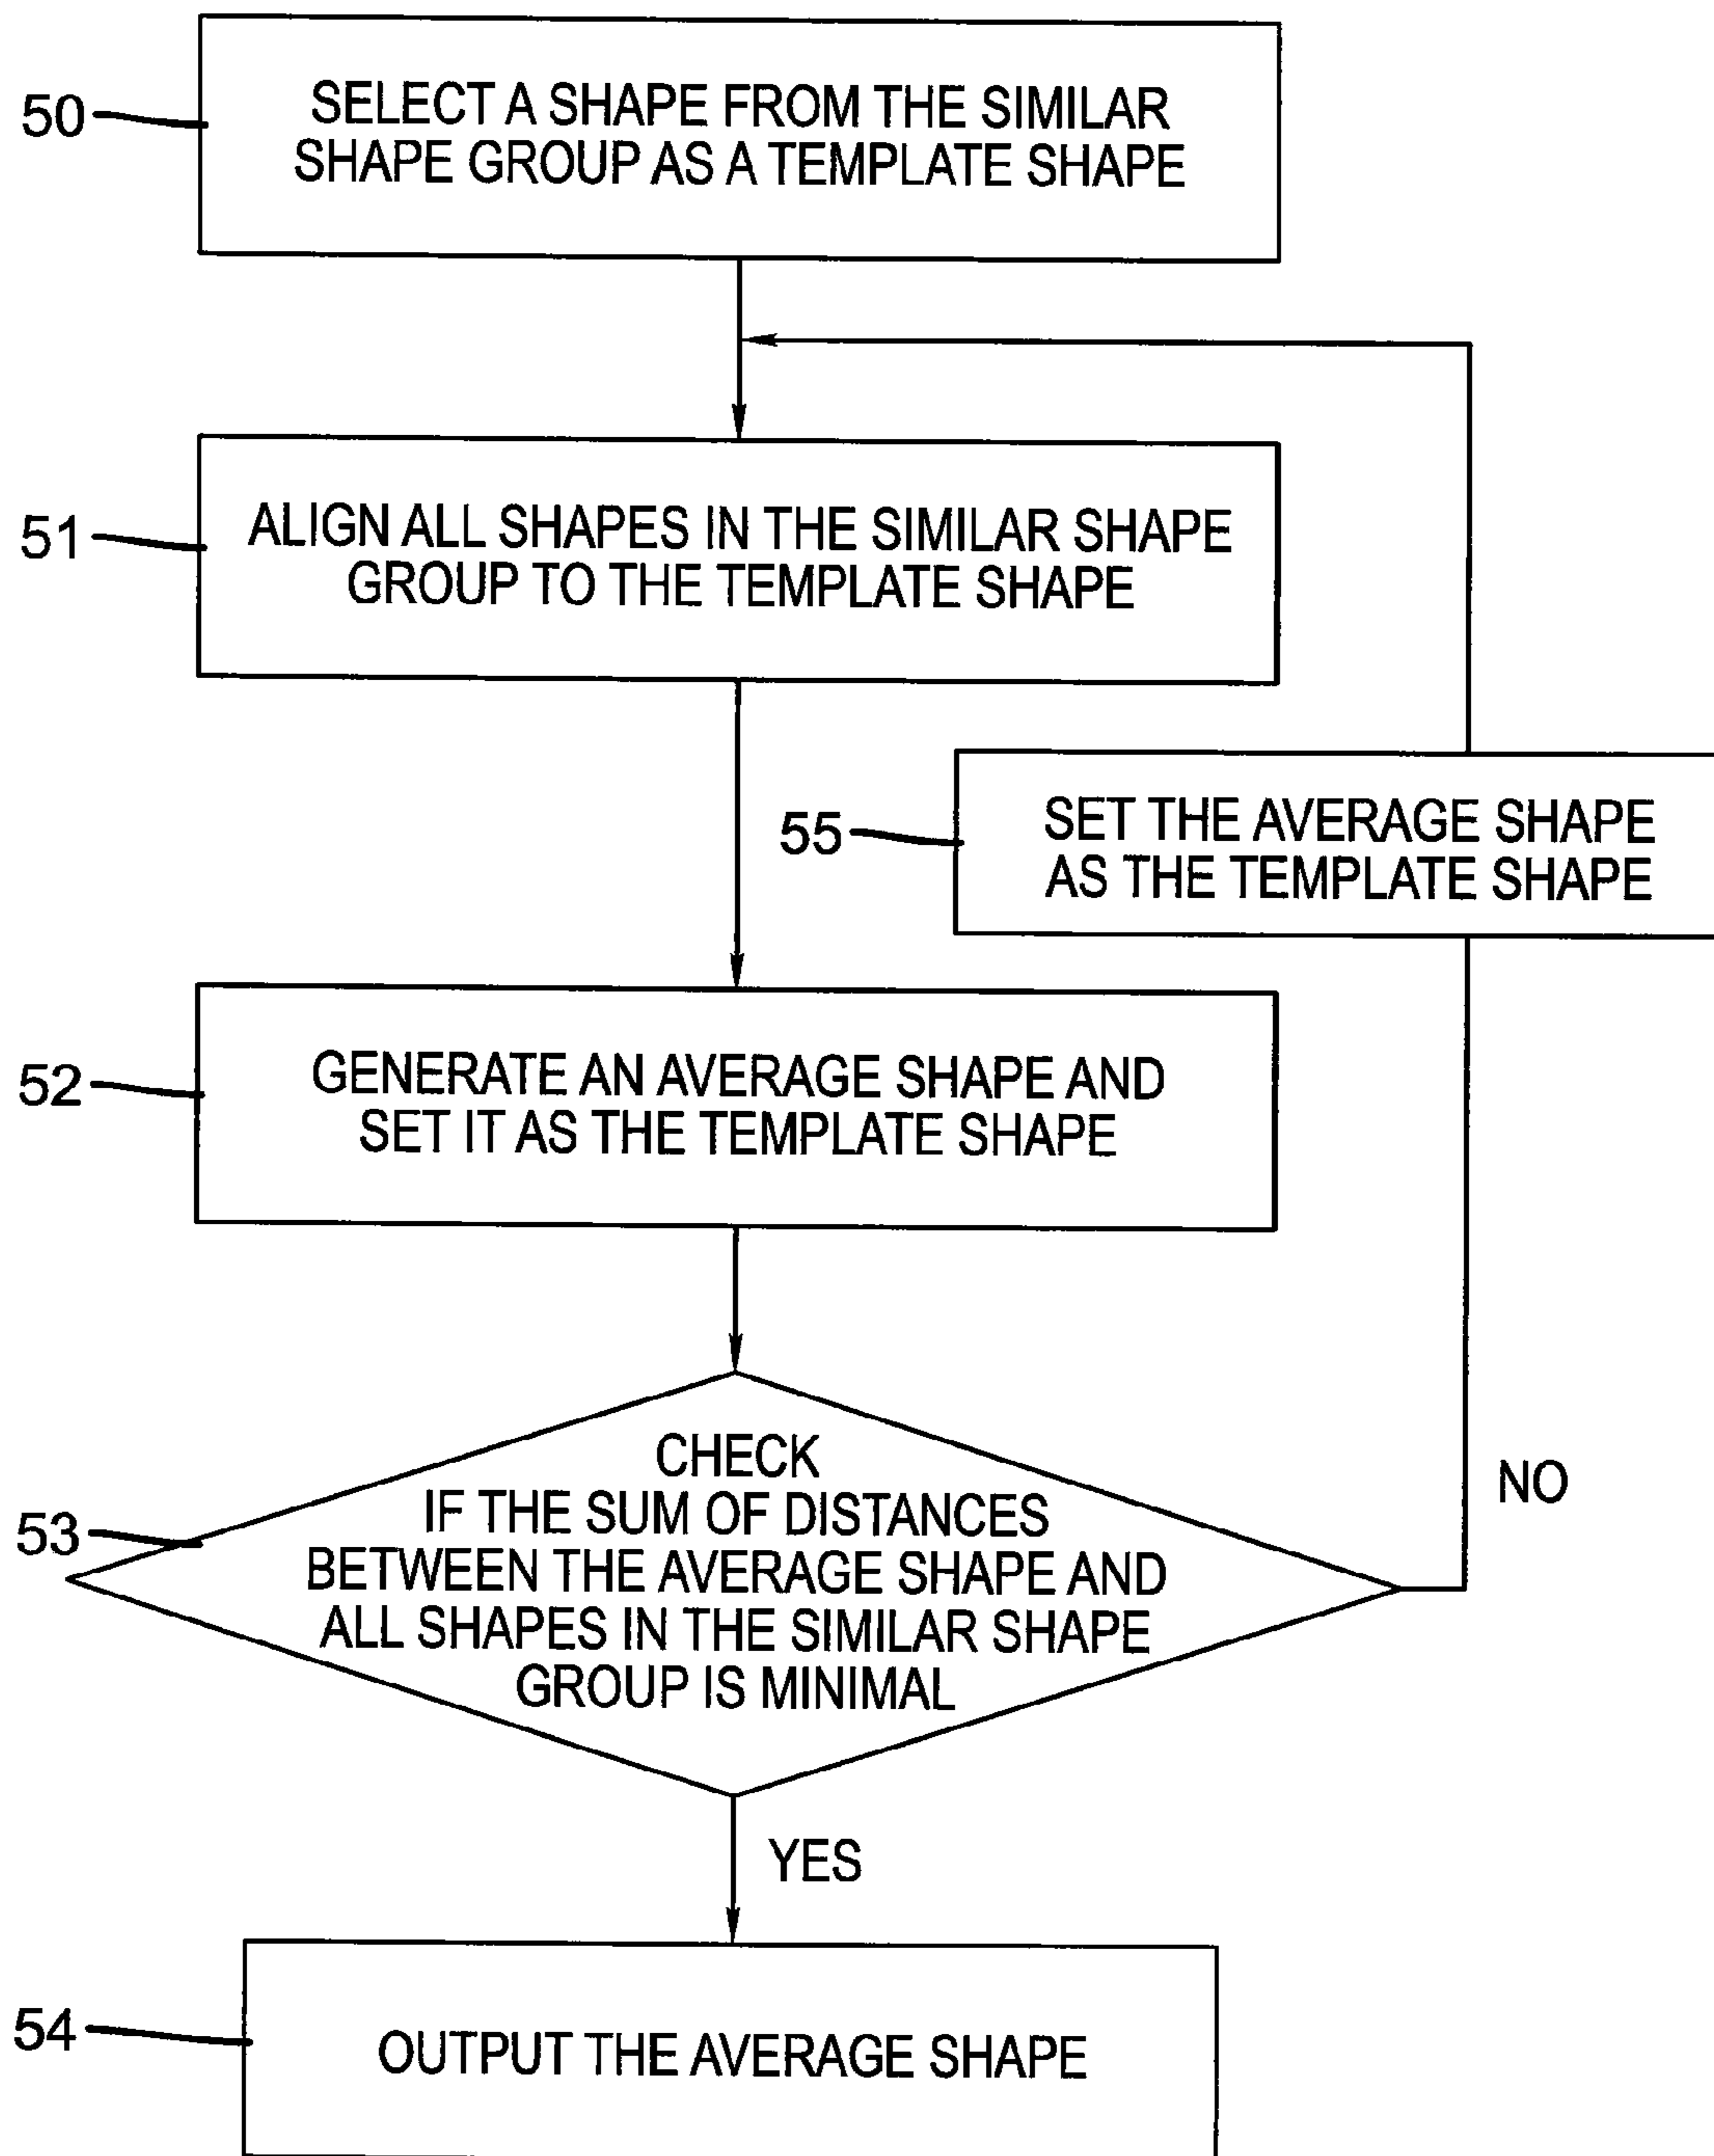 50
SELECT A SHAPE FROM THE SIMILAR
SHAPE GROUP AS A TEMPLATE SHAPE
51
ALIGN ALL SHAPES IN THE SIMILAR SHAPE
GROUP TO THE TEMPLATE SHAPE
55
SET THE AVERAGE SHAPE
AS THE TEMPLATE SHAPE
52
GENERATE AN AVERAGE SHAPE AND
SET IT AS THE TEMPLATE SHAPE
53
CHECK
IF THE SUM OF DISTANCES
BETWEEN THE AVERAGE SHAPE AND
ALL SHAPES IN THE SIMILAR SHAPE
GROUP IS MINIMAL
NO
YES
54
OUTPUT THE AVERAGE SHAPE